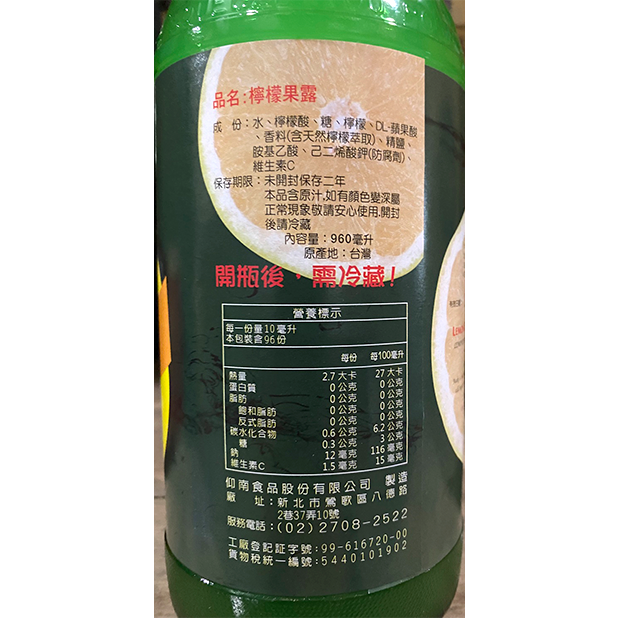 品名:檸檬果露
成 份:水、檸檬酸、糖、檸檬、DL-蘋果酸
、香料(含天然檸檬萃取)、精鹽、
胺基乙酸、己二烯酸鉀(防腐劑)、
維生素C
保存期限:未開封保存二年
本品含原汁,如有顏色變深屬
正常現象敬請安心使用.開封
後請冷藏
內容量:960毫升
原產地:台灣
開瓶後,需冷藏!
營養標示
每一份量10毫升
本包裝含96份
每份 每100毫升
熱量 2.7大卡 27大卡
蛋白質 0公克 0公克
脂肪 0公克 0公克
飽和脂肪 0公克 0公克
反式脂肪 0公克 0公克
碳水化合物 0.6公克 6.2公克
糖 0.3公克 3公克
鈉 12毫克 116毫克
維生素C 1.5毫克 15毫克
仰南食品股份有限公司 製造
廠 址:新北市鶯歌區八德路
2巷37弄10號
服務電話:(02)2708-2522
工廠登記証字號:99-616720-00
貨物稅統一編號:5440101902